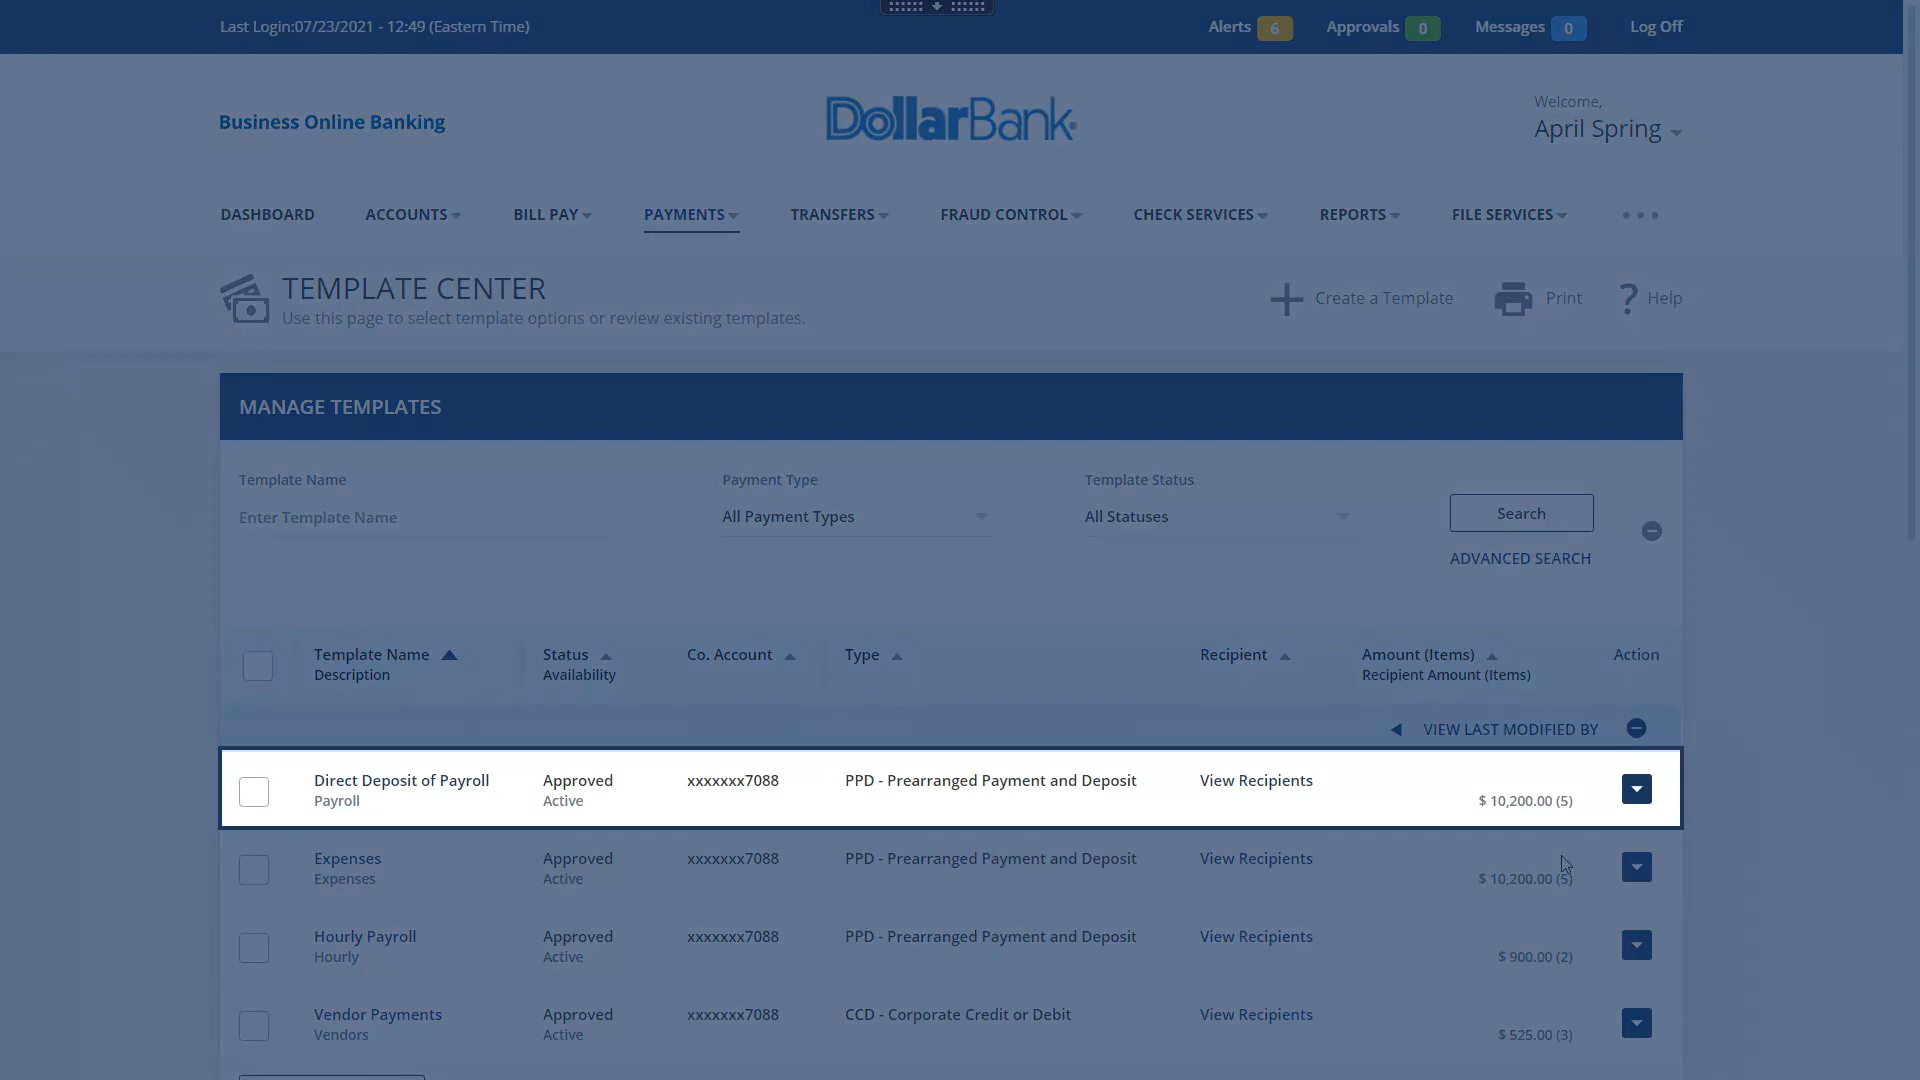 Last Login:07/23/2021 - 12:49 (Eastern Time)
Alerts 6 Approvals 0 Messages 0 Log Off
Business Online Banking
DollarBank®
Welcome,
April Spring
DASHBOARD ACCOUNTS BILL PAY PAYMENTS TRANSFERS FRAUD CONTROL CHECK SERVICES REPORTS FILE SERVICES
TEMPLATE CENTER
Use this page to select template options or review existing templates.
Create a Template Print ? Help
MANAGE TEMPLATES
Template Name Payment Type Template Status
Enter Template Name All Payment Types All Statuses Search
ADVANCED SEARCH
Template Name Status Co. Account Type Recipient Amount (Items) Action
Description Availability Recipient Amount (Items)
VIEW LAST MODIFIED BY
Direct Deposit of Payroll Approved xxxxxxx7088 PPD - Prearranged Payment and Deposit View Recipients
Payroll Active $ 10,200.00 (5)
Expenses Approved xxxxxxx7088 PPD - Prearranged Payment and Deposit View Recipients
Expenses Active $ 10,200.00 (5)
Hourly Payroll Approved xxxxxxx7088 PPD - Prearranged Payment and Deposit View Recipients
Hourly Active $ 900.00 (2)
Vendor Payments Approved xxxxxxx7088 CCD - Corporate Credit or Debit View Recipients
Vendors Active $ 525.00 (3)